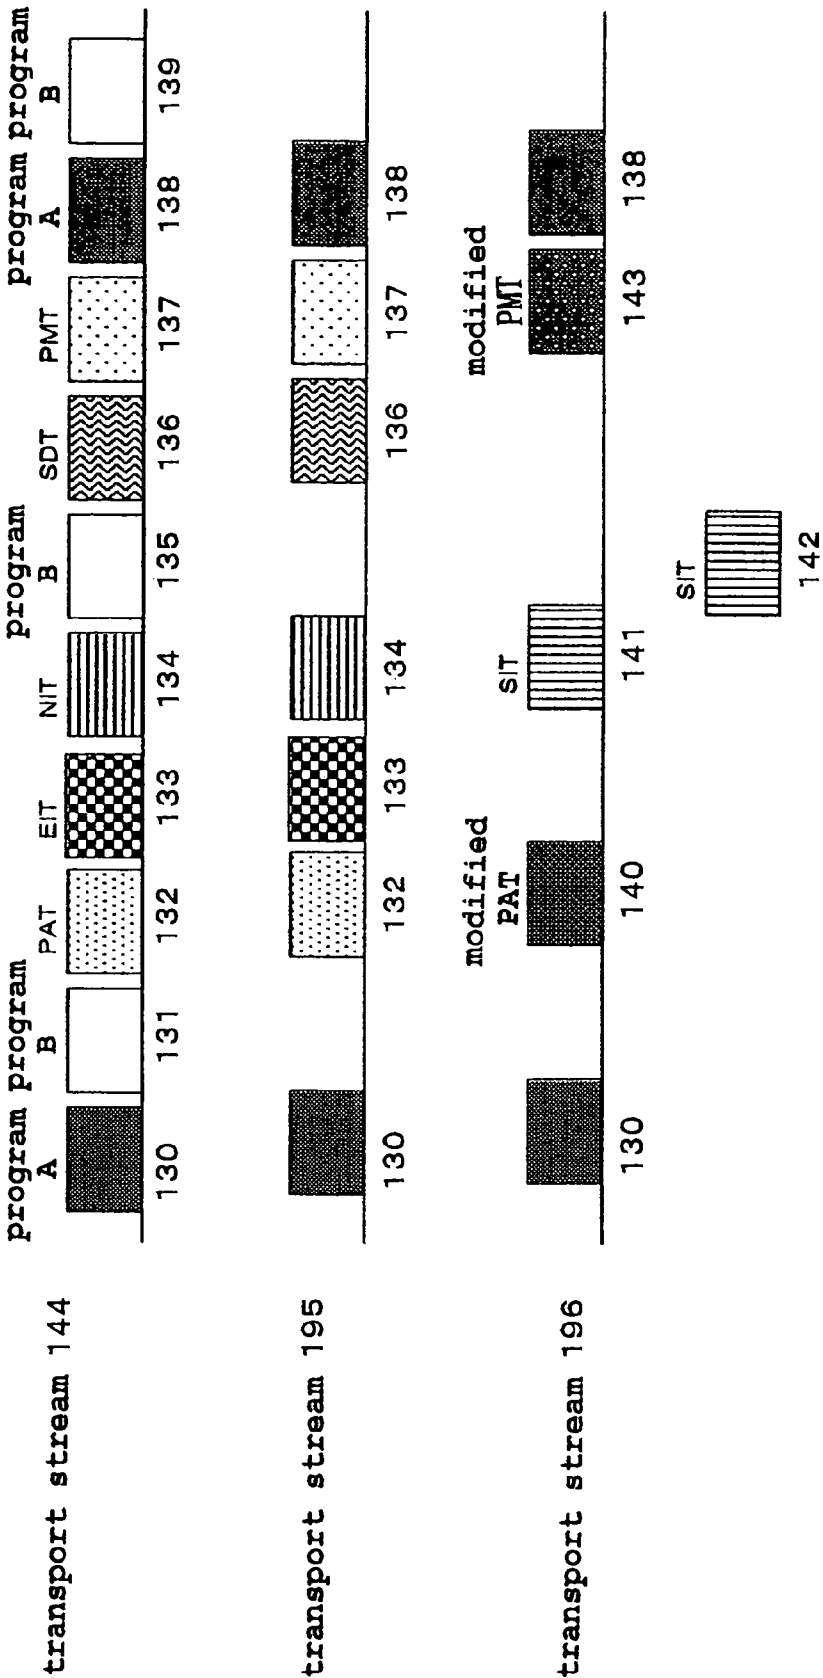 program program program program program
A B PAT EIT NIT B SDT PMT A B
130 131 132 133 134 135 136 137 138 139
transport stream 144
130 132 133 134 136 137 138
transport stream 195
modified modified
PAT SIT PMT
130 140 141 143 138
transport stream 196
SIT
142